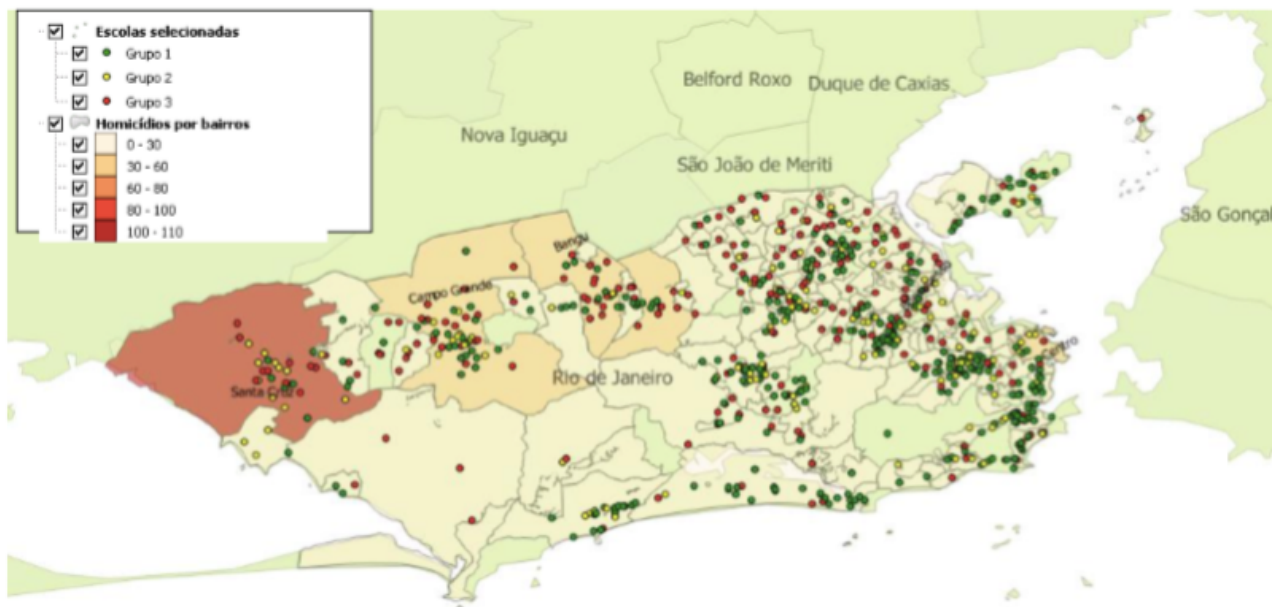 Escolas selecionadas
Grupo 1
Grupo 2
Grupo 3
Homicídios por bairros
0 - 30
30 - 60
60 - 80
80 - 100
100 - 110
Belford Roxo
Duque de Caxias
Nova Iguaçu
São João de Meriti
São Gonçal
Bangu
Campo Grande
Rio de Janeiro
Santa Cruz